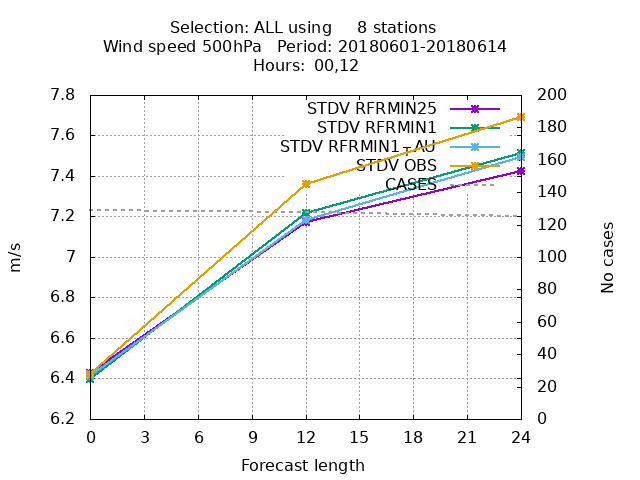 Selection: ALL using     8 stations
Wind speed 500hPa   Period: 20180601-20180614
Hours:  00,12
STDV RFRMIN25
STDV RFRMIN1
STDV RFRMIN1_AU
STDV OBS
CASES
7.8
7.6
7.4
7.2
7
6.8
6.6
6.4
6.2
m/s
200
180
160
140
120
100
80
60
40
20
0
No cases
0 3 6 9 12 15 18 21 24
Forecast length